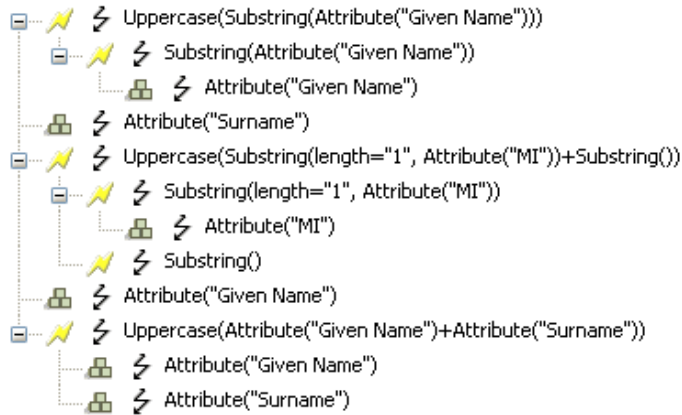 Uppercase(Substring(Attribute("Given Name")))
Substring(Attribute("Given Name"))
Attribute("Given Name")
Attribute("Surname")
Uppercase(Substring(length="1", Attribute("MI"))+Substring())
Substring(length="1", Attribute("MI"))
Attribute("MI")
Substring()
Attribute("Given Name")
Uppercase(Attribute("Given Name")+Attribute("Surname"))
Attribute("Given Name")
Attribute("Surname")